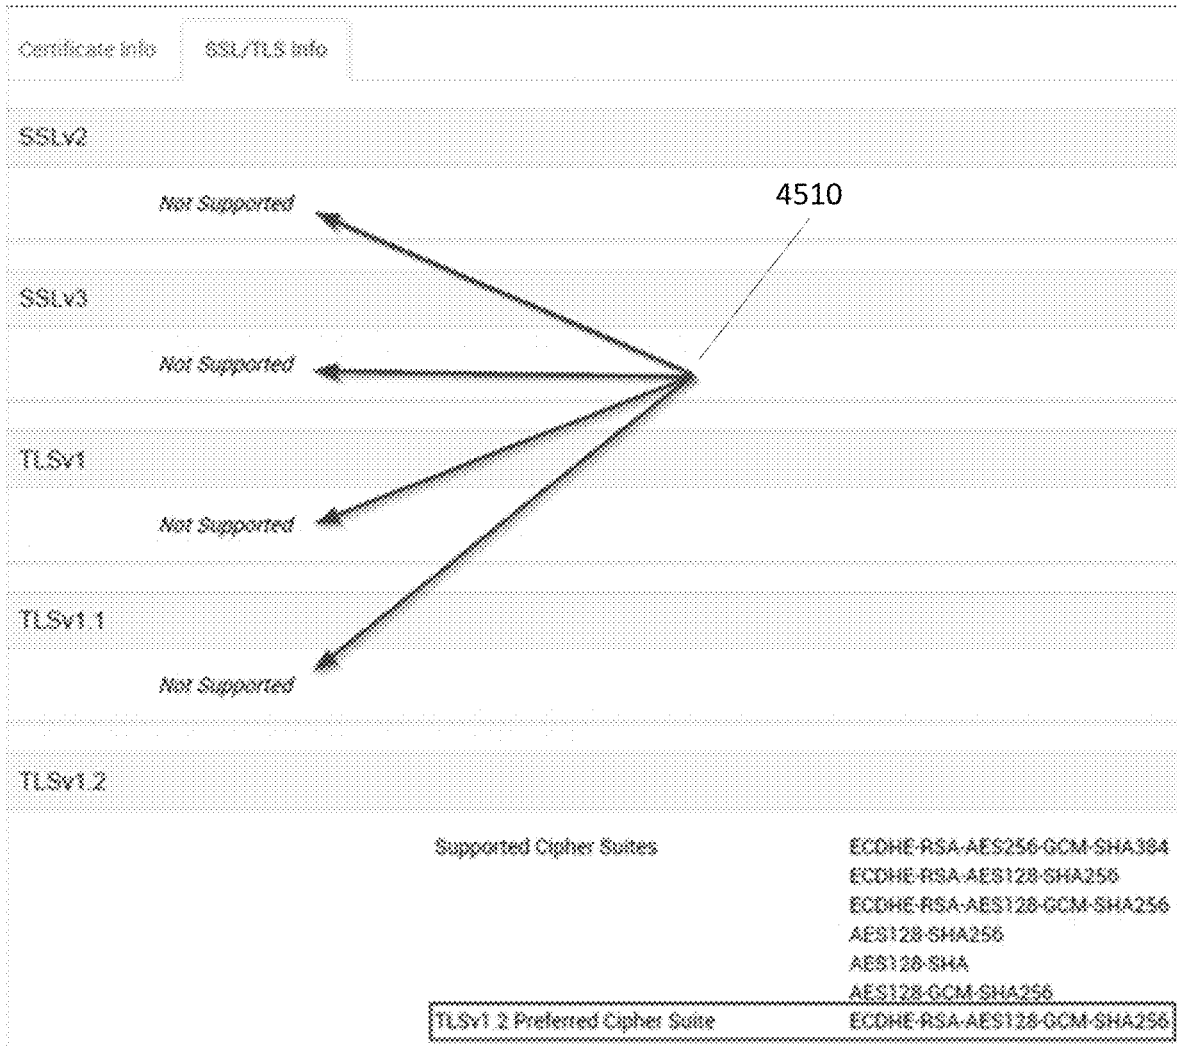 Certificate Info SSL/TLS Info
SSLv2
Not Supported
4510
SSLv3
Not Supported
TLSv1
Not Supported
TLSv1.1
Not Supported
TLSv1.2
Supported Cipher Suites ECDHE-RSA-AES256-GCM-SHA384
ECDHE-RSA-AES128-SHA256
ECDHE-RSA-AES128-GCM-SHA256
AES128-SHA256
AES128-SHA
AES128-GCM-SHA256
TLSv1.2 Preferred Cipher Suite ECDHE-RSA-AES128-GCM-SHA256